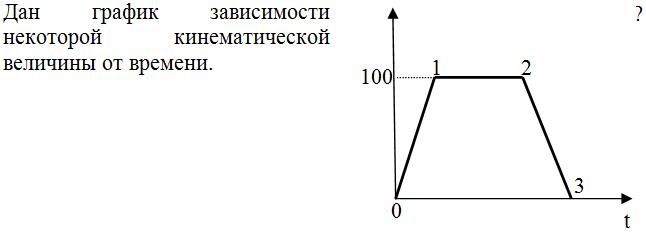 Дан график зависимости
некоторой кинематической
величины от времени.
?
100
1
2
3
0
t